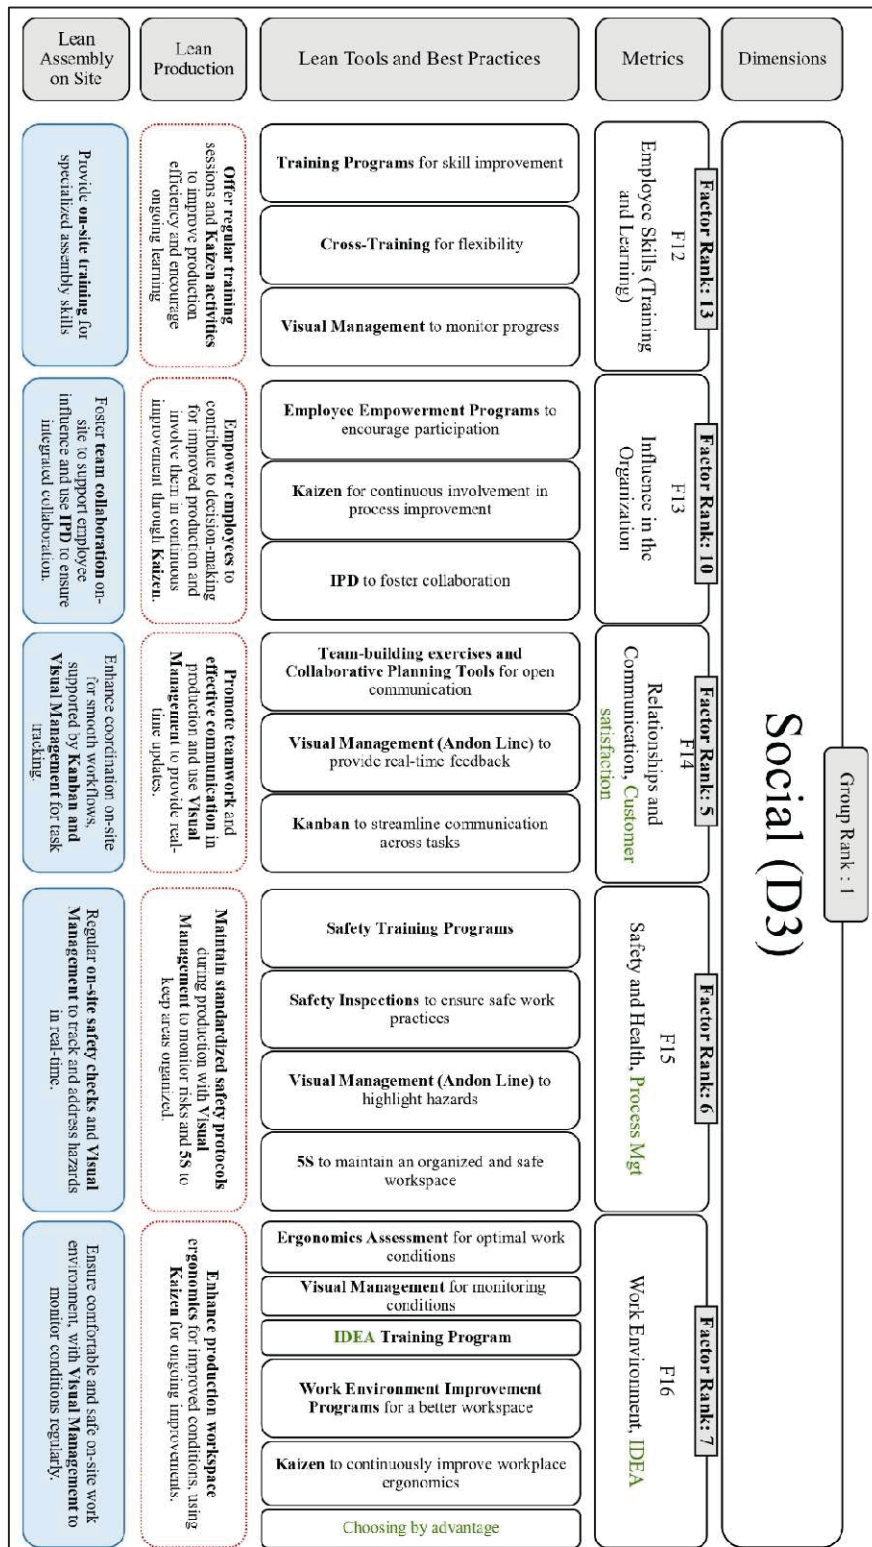 Lean
Assembly
on Site
Lean
Production
Lean Tools and Best Practices
Metrics
Dimensions
Group Rank : 1
Social (D3)
Factor Rank: 13
F12
Employee Skills (Training
and Learning)
Training Programs for skill improvement
Cross-Training for flexibility
Visual Management to monitor progress
Offer regular training
sessions and Kaizen activities
to improve production
efficiency and encourage
ongoing learning
Provide on-site training for
specialized assembly skills
Factor Rank: 10
F13
Influence in the
Organization
Employee Empowerment Programs to
encourage participation
Kaizen for continuous involvement in
process improvement
IPD to foster collaboration
Empower employees to
contribute to decision-making
for improved production and
involve them in continuous
improvement through Kaizen.
Foster team collaboration on-
site to support employee
influence and use IPD to ensure
integrated collaboration.
Factor Rank: 5
F14
Relationships and
Communication, Customer
satisfaction
Team-building exercises and
Collaborative Planning Tools for open
communication
Visual Management (Andon Line) to
provide real-time feedback
Kanban to streamline communication
across tasks
Promote teamwork and
effective communication in
production and use Visual
Management to provide real-
time updates.
Enhance coordination on-site
for smooth workflows,
supported by Kanban and
Visual Management for task
tracking.
Factor Rank: 6
F15
Safety and Health, Process Mgt
Safety Training Programs
Safety Inspections to ensure safe work
practices
Visual Management (Andon Line) to
highlight hazards
5S to maintain an organized and safe
workspace
Maintain standardized safety protocols
during production with Visual
Management to monitor risks and 5S to
keep areas organized.
Regular on-site safety checks and Visual
Management to track and address hazards
in real-time.
Factor Rank: 7
F16
Work Environment, IDEA
Ergonomics Assessment for optimal work
conditions
Visual Management for monitoring
conditions
IDEA Training Program
Work Environment Improvement
Programs for a better workspace
Kaizen to continuously improve workplace
ergonomics
Choosing by advantage
Enhance production workspace
ergonomics for improved conditions, using
Kaizen for ongoing improvements.
Ensure comfortable and safe on-site work
environment, with Visual Management to
monitor conditions regularly.